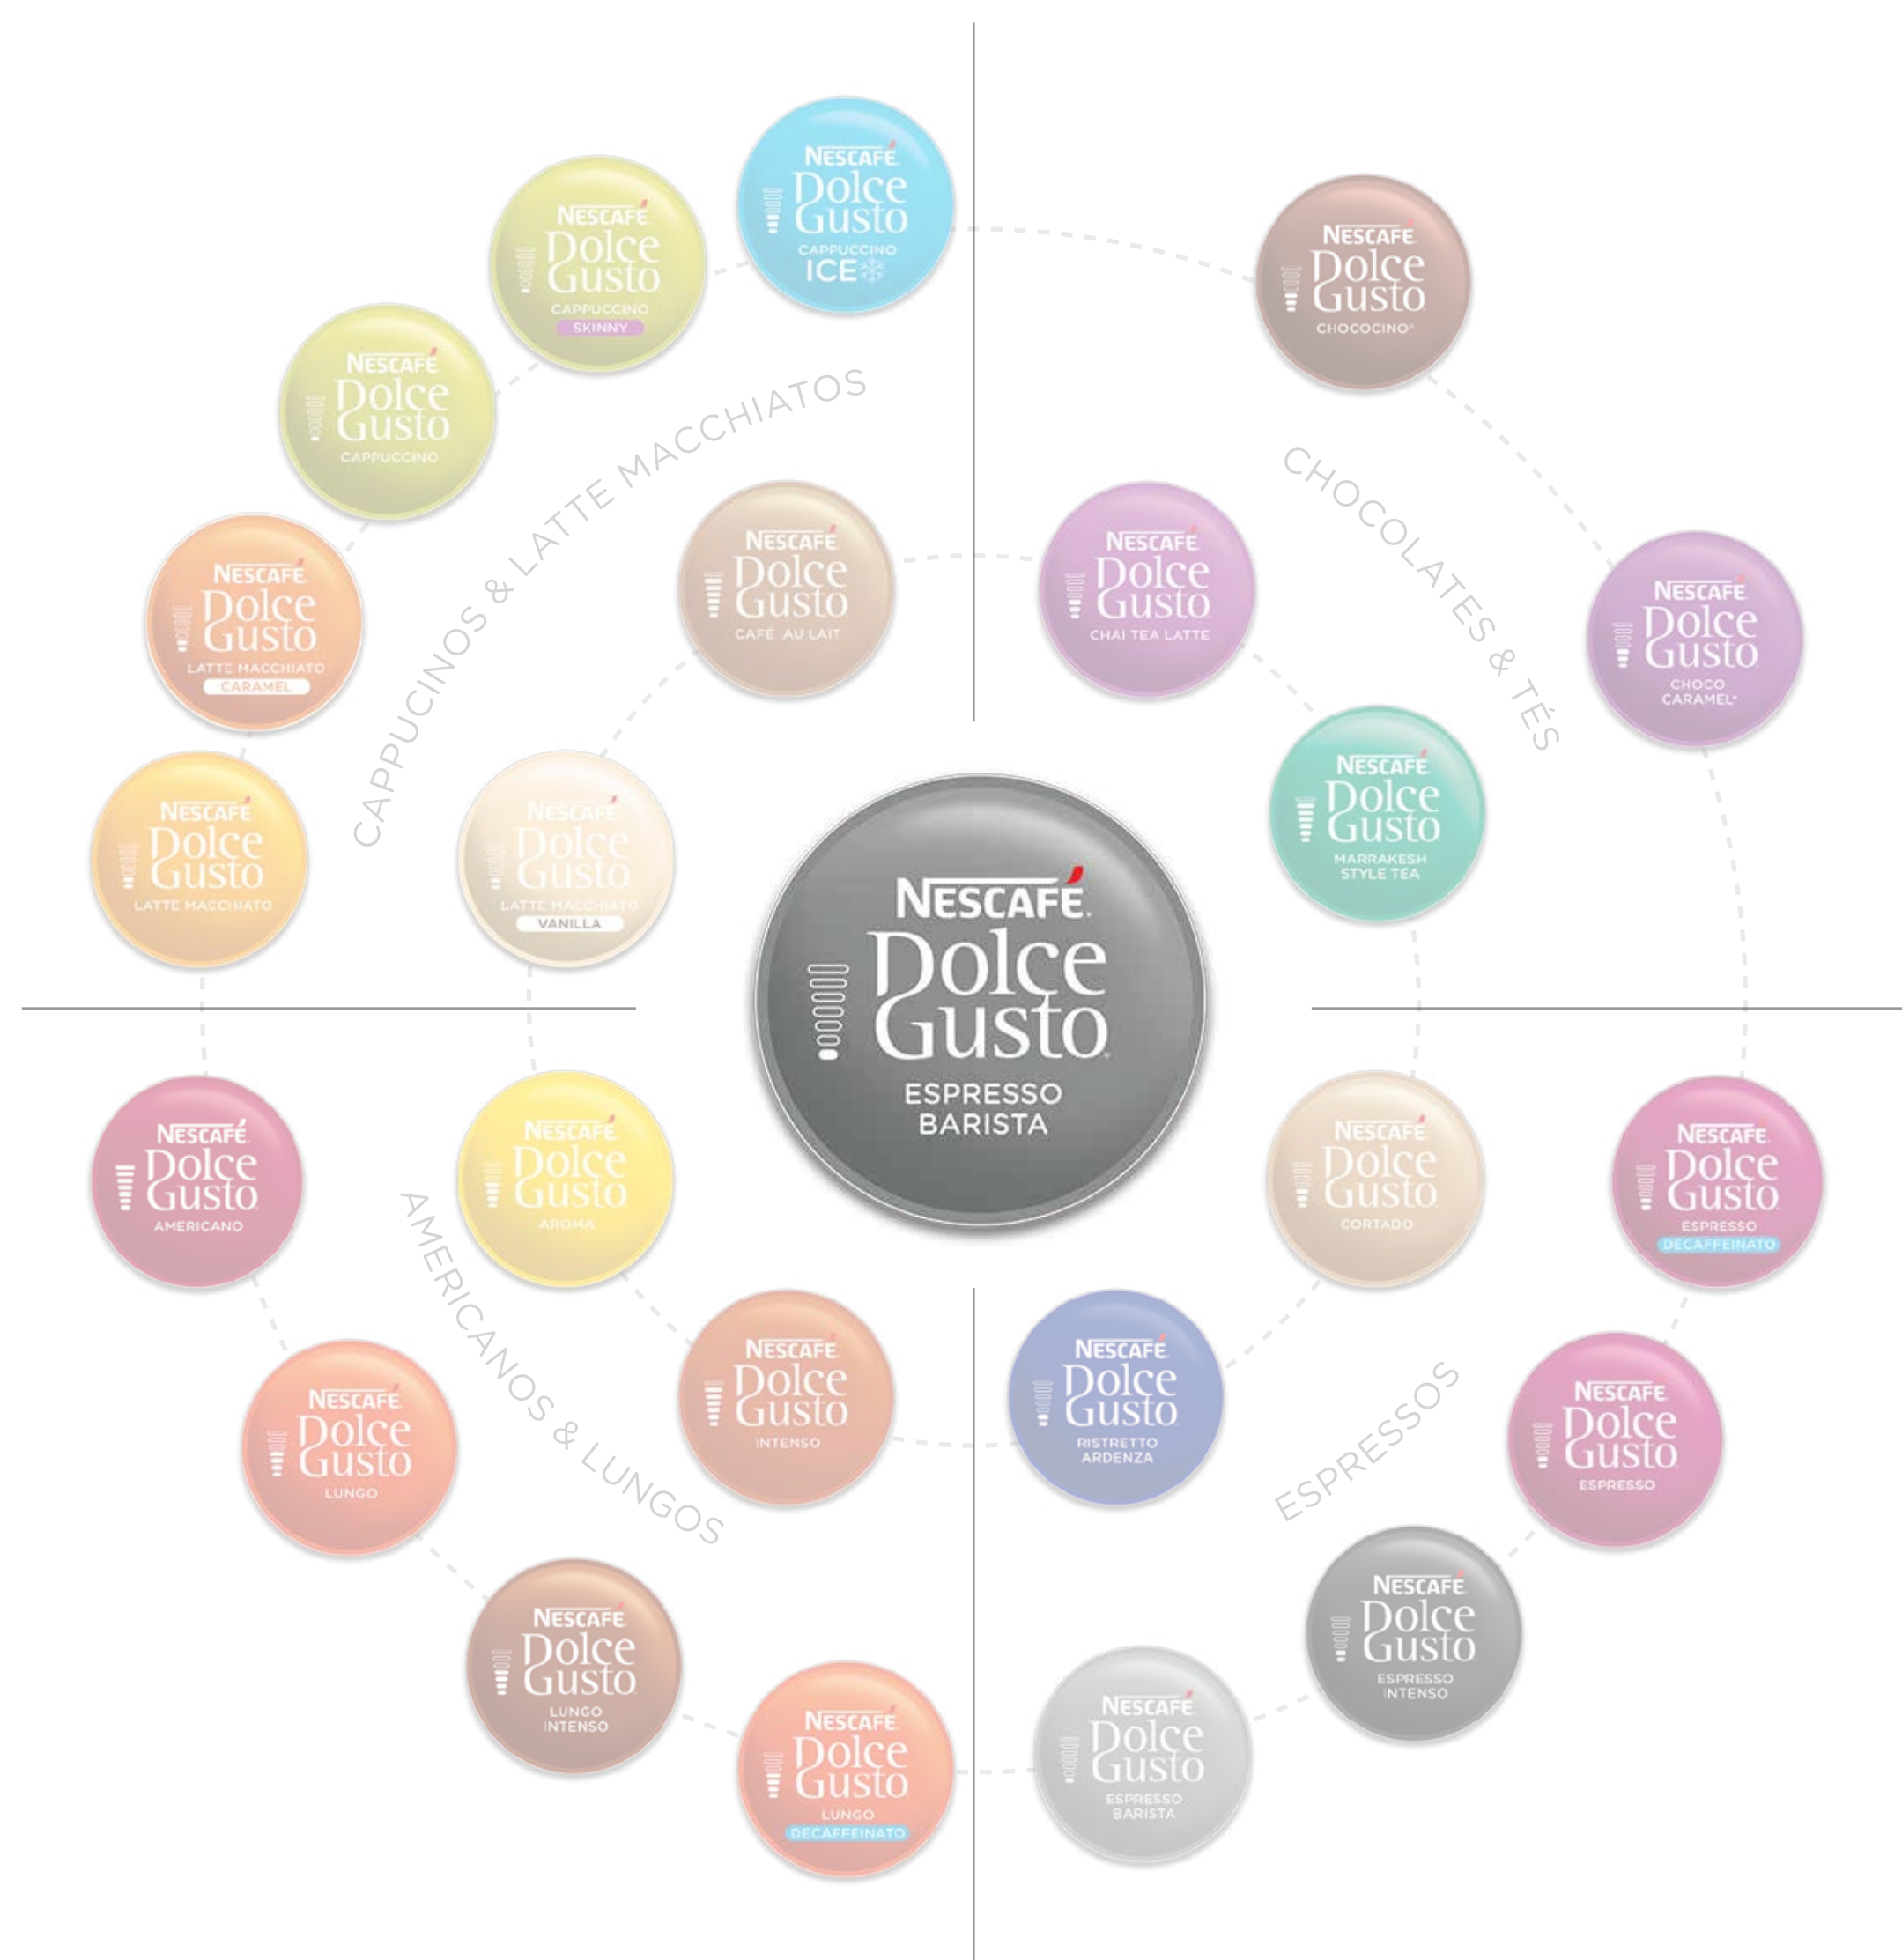 NESCAFÉ
Dolce
Gusto
CAPPUCCINO
ICE
NESCAFÉ
Dolce
Gusto
CAPPUCCINO
SKINNY
NESCAFÉ
Dolce
Gusto
CAPPUCCINO
NESCAFÉ
Dolce
Gusto
LATTE MACCHIATO
CARAMEL
NESCAFÉ
Dolce
Gusto
LATTE MACCHIATO
CAPPUCINOS & LATTE MACCHIATOS
NESCAFÉ
Dolce
Gusto
CAFÉ AU LAIT
NESCAFÉ
Dolce
Gusto
LATTE MACCHIATO
VANILLA
NESCAFÉ
Dolce
Gusto
CHOCOCINO*
NESCAFÉ
Dolce
Gusto
CHOCO
CARAMEL*
CHOCOLATES & TÉS
NESCAFÉ
Dolce
Gusto
CHAI TEA LATTE
NESCAFÉ
Dolce
Gusto
MARRAKESH
STYLE TEA
NESCAFÉ.
Dolce
Gusto
ESPRESSO
BARISTA
NESCAFÉ
Dolce
Gusto
AMERICANO
NESCAFÉ
Dolce
Gusto
AROMA
AMERICANOS & LUNGOS
NESCAFÉ
Dolce
Gusto
INTENSO
NESCAFÉ
Dolce
Gusto
LUNGO
NESCAFÉ
Dolce
Gusto
LUNGO
INTENSO
NESCAFÉ
Dolce
Gusto
LUNGO
DECAFFEINATO
NESCAFÉ
Dolce
Gusto
CORTADO
NESCAFÉ
Dolce
Gusto
ESPRESSO
DECAFFEINATO
NESCAFÉ
Dolce
Gusto
RISTRETTO
ARDENZA
ESPRESSOS
NESCAFÉ
Dolce
Gusto
ESPRESSO
NESCAFÉ
Dolce
Gusto
ESPRESSO
INTENSO
NESCAFÉ
Dolce
Gusto
ESPRESSO
BARISTA